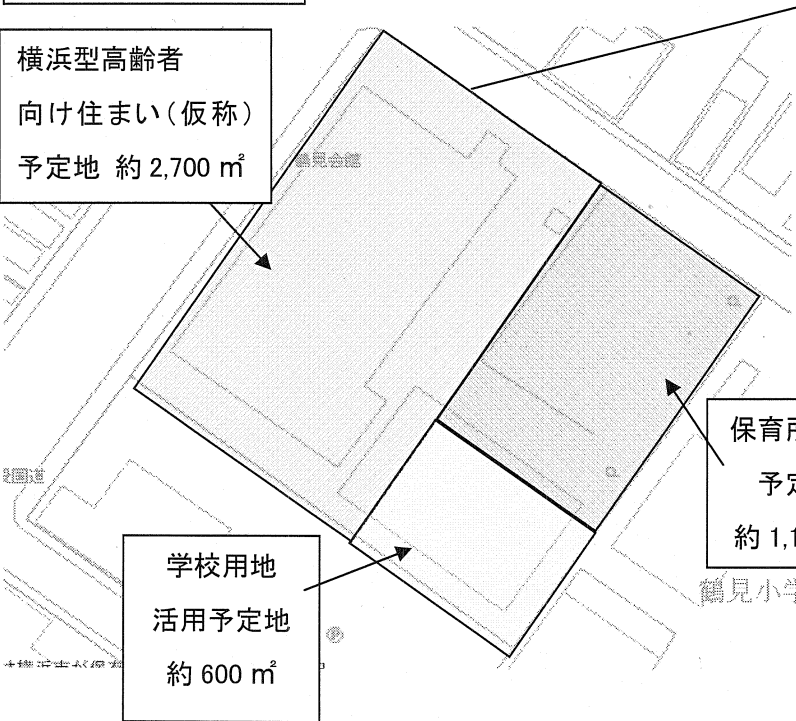 横浜型高齢者
向け住まい（仮称）
予定地 約 2,700 ㎡
鶴見会館
保育所
予定
約 1,1
学校用地
活用予定地
約 600 ㎡
鶴見小学